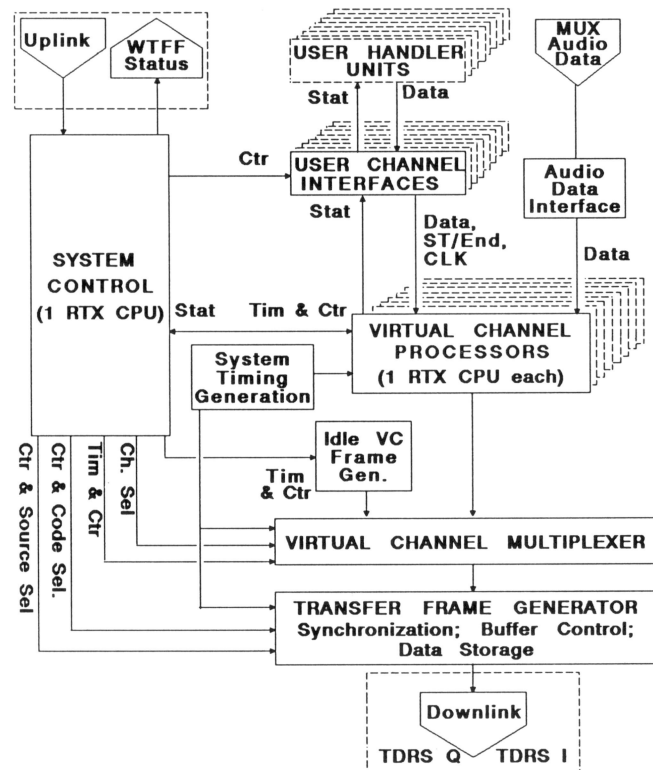 Uplink
WTFF
Status
USER HANDLER
UNITS
MUX
Audio
Data
Stat
Data
Ctr
USER CHANNEL
INTERFACES
Audio
Data
Interface
Stat
Data,
ST/End,
CLK
Data
SYSTEM
CONTROL
(1 RTX CPU)
Stat
Tim & Ctr
VIRTUAL CHANNEL
PROCESSORS
(1 RTX CPU each)
System
Timing
Generation
Idle VC
Frame
Gen.
Tim
& Ctr
Ctr & Source Sel
Ctr & Code Sel.
Tim & Ctr
Ch. Sel
VIRTUAL CHANNEL MULTIPLEXER
TRANSFER FRAME GENERATOR
Synchronization; Buffer Control;
Data Storage
Downlink
TDRS Q
TDRS I